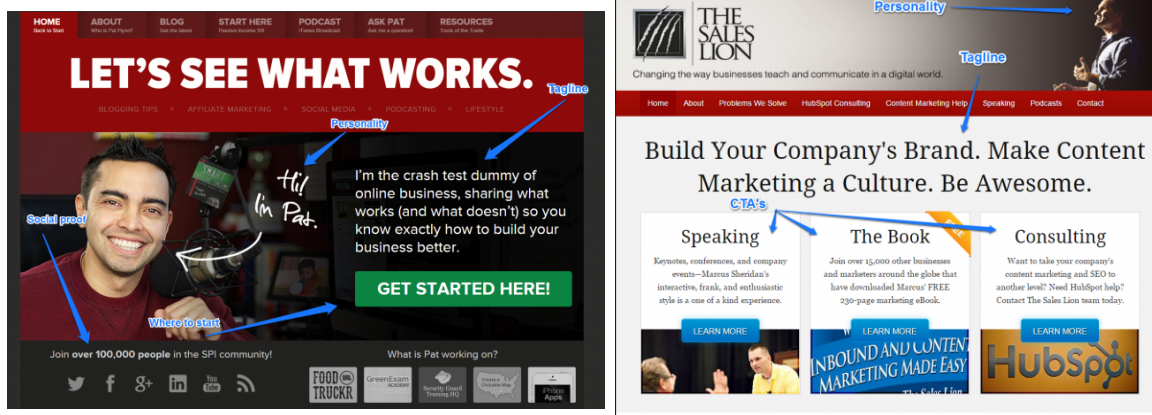 HOME ABOUT BLOG START HERE PODCAST ASK PAT RESOURCES
Back to Start Who is Pat Flynn? Get the latest Passive Income 101 iTunes Broadcast Ask me a question! Tools of the Trade
LET'S SEE WHAT WORKS.
Tagline
BLOGGING TIPS AFFILIATE MARKETING SOCIAL MEDIA PODCASTING LIFESTYLE
Personality
SMART
Hi!
I'm Pat.
I'm the crash test dummy of
online business, sharing what
works (and what doesn't) so you
know exactly how to build your
business better.
Social proof
GET STARTED HERE!
Where to start
Join over 100,000 people in the SPI community!
What is Pat working on?
FOOD
TRUCKR
GreenExam
ACADEMY
Security Guard
Training HQ
Create a
Clickable Map
iPhone
Apps
THE
SALES
LION
Personality
Changing the way businesses teach and communicate in a digital world.
Tagline
Home About Problems We Solve HubSpot Consulting Content Marketing Help Speaking Podcasts Contact
Build Your Company's Brand. Make Content
Marketing a Culture. Be Awesome.
CTA's
Speaking
Keynotes, conferences, and company
events—Marcus Sheridan's
interactive, frank, and enthusiastic
style is a one of a kind experience.
LEARN MORE
The Book
FREE
Join over 15,000 other businesses
and marketers around the globe that
have downloaded Marcus' FREE
230-page marketing eBook.
LEARN MORE
INBOUND AND CONTENT
MARKETING MADE EASY
The Sales Lion
Consulting
Want to take your company's
content marketing and SEO to
another level? Need HubSpot help?
Contact The Sales Lion team today.
LEARN MORE
HubSpot